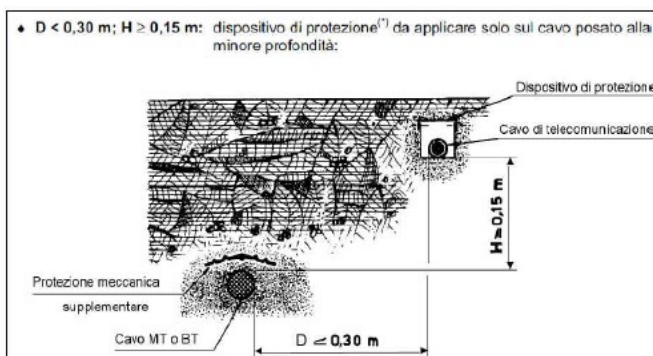 ♦ D < 0,30 m; H ≥ 0,15 m: dispositivo di protezione(*) da applicare solo sul cavo posato alla
minore profondità:
Dispositivo di protezione
Cavo di telecomunicazione
H ≥ 0,15 m
Protezione meccanica
supplementare
Cavo MT o BT
D ≤ 0,30 m